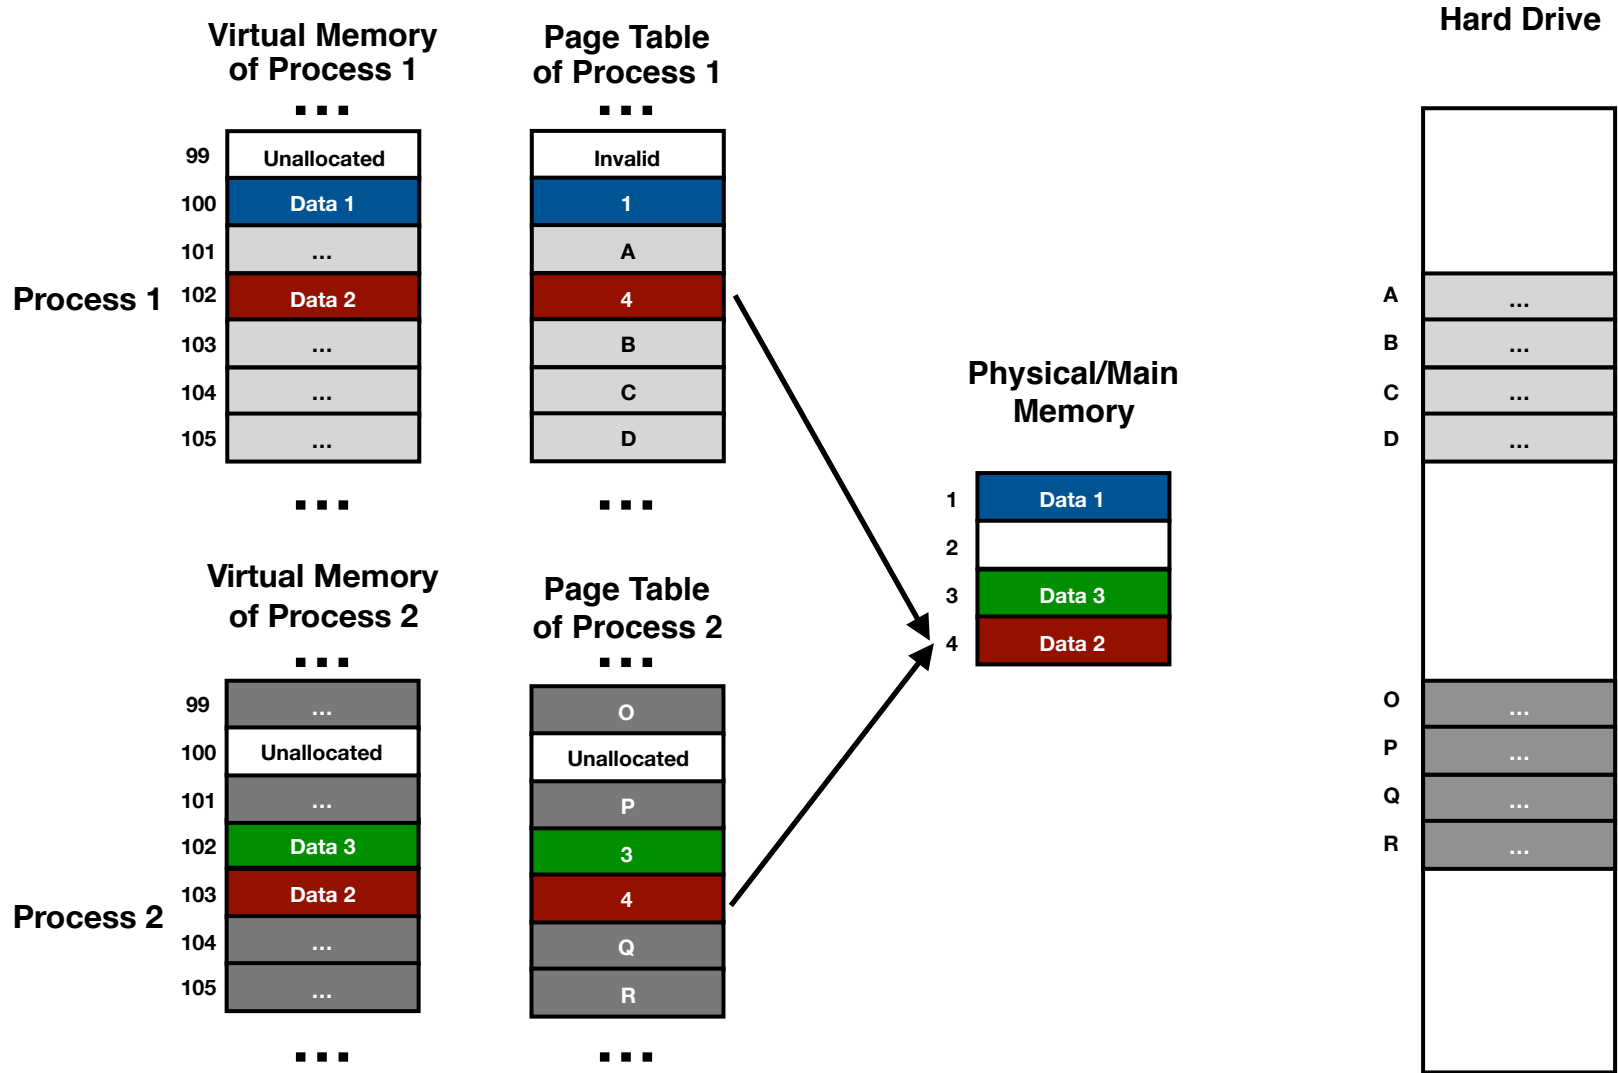 Hard Drive
Virtual Memory
of Process 1
Page Table
of Process 1
...
...
99 Unallocated Invalid
100 Data 1 1
101 ... A
Process 1 102 Data 2 4
103 ... B
104 ... C
105 ... D
...
...
A ...
B ...
C ...
D ...
Physical/Main
Memory
1 Data 1
2
3 Data 3
4 Data 2
Virtual Memory
of Process 2
Page Table
of Process 2
...
...
99 ... O
100 Unallocated Unallocated
101 ... P
102 Data 3 3
Process 2 103 Data 2 4
104 ... Q
105 ... R
...
...
O ...
P ...
Q ...
R ...